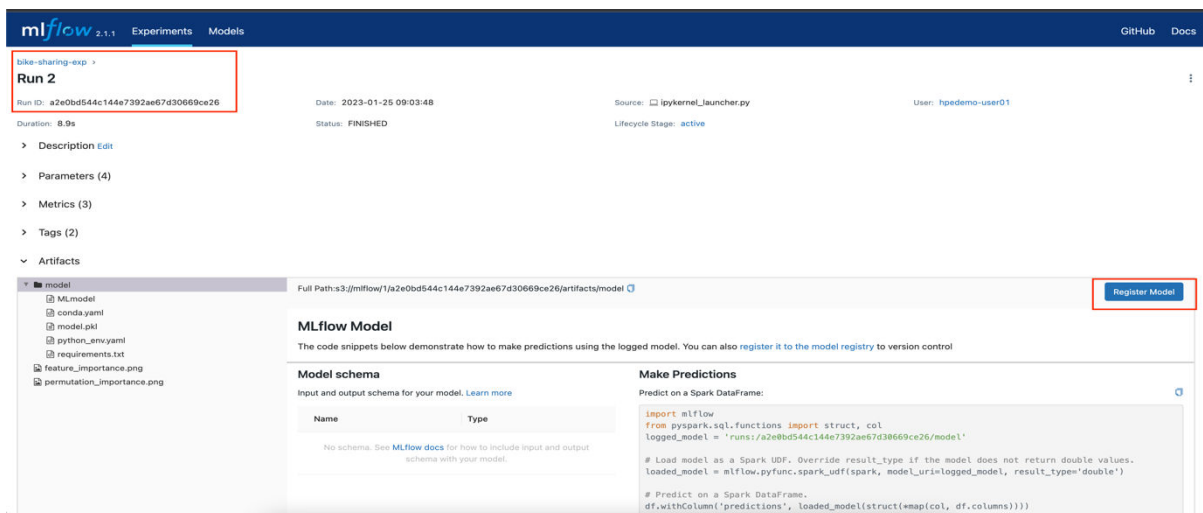 mlflow 2.1.1 Experiments Models GitHub Docs
bike-sharing-exp >
Run 2
Run ID: a2e0bd544c144e7392ae67d30669ce26 Date: 2023-01-25 09:03:48 Source: ipykernel_launcher.py User: hpedemo-user01
Duration: 8.9s Status: FINISHED Lifecycle Stage: active
> Description Edit
> Parameters (4)
> Metrics (3)
> Tags (2)
Artifacts
model
MLmodel
conda.yaml
model.pkl
python_env.yaml
requirements.txt
feature_importance.png
permutation_importance.png
Full Path:s3://mlflow/1/a2e0bd544c144e7392ae67d30669ce26/artifacts/model
Register Model
MLflow Model
The code snippets below demonstrate how to make predictions using the logged model. You can also register it to the model registry to version control
Model schema
Input and output schema for your model. Learn more
Name Type
No schema. See MLflow docs for how to include input and output
schema with your model.
Make Predictions
Predict on a Spark DataFrame:
import mlflow
from pyspark.sql.functions import struct, col
logged_model = 'runs:/a2e0bd544c144e7392ae67d30669ce26/model'
# Load model as a Spark UDF. Override result_type if the model does not return double values.
loaded_model = mlflow.pyfunc.spark_udf(spark, model_uri=logged_model, result_type='double')
# Predict on a Spark DataFrame.
df.withColumn('predictions', loaded_model(struct(*map(col, df.columns))))